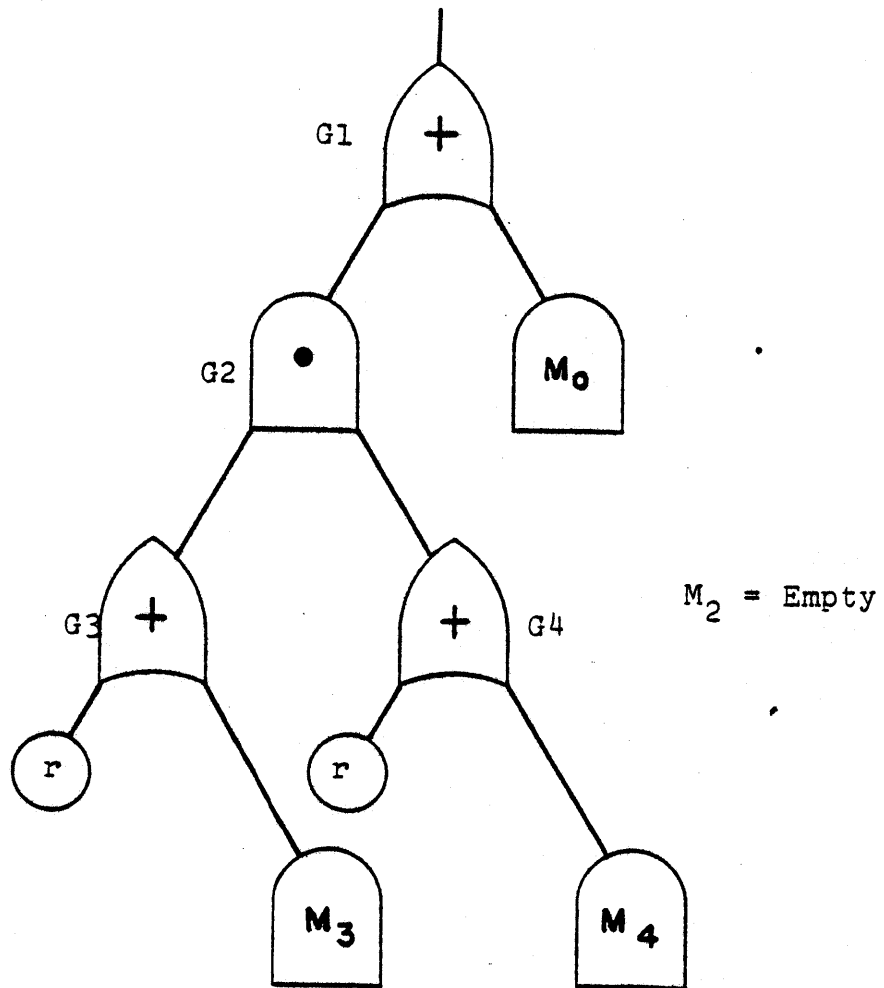 G1
+
G2
●
M₀
G3
+
+
G4
M₂ = Empty
r
r
M₃
M₄